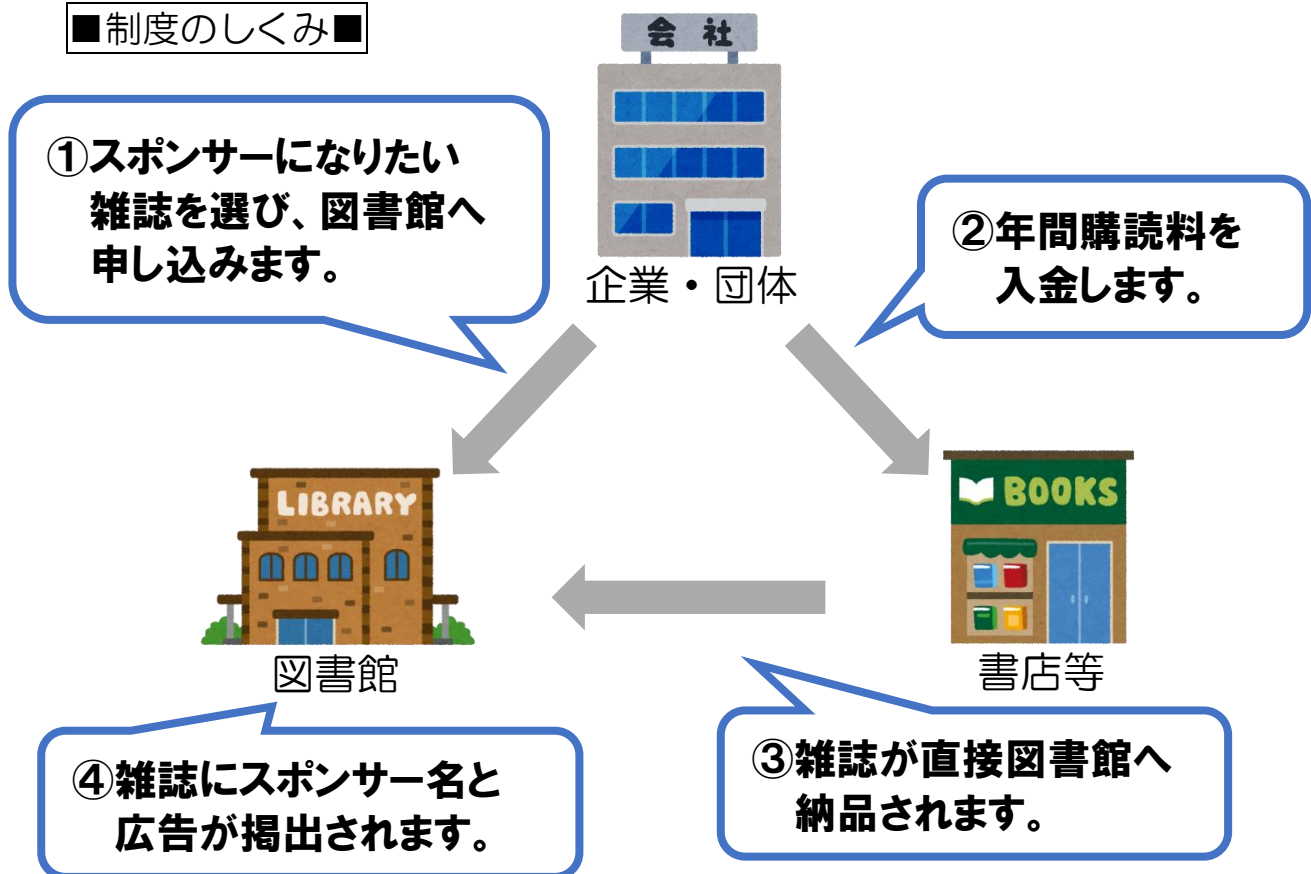 ■制度のしくみ■
会社
①スポンサーになりたい
雑誌を選び、図書館へ
申し込みます。
企業・団体
②年間購読料を
入金します。
LIBRARY
図書館
BOOKS
書店等
③雑誌が直接図書館へ
納品されます。
④雑誌にスポンサー名と
広告が掲出されます。